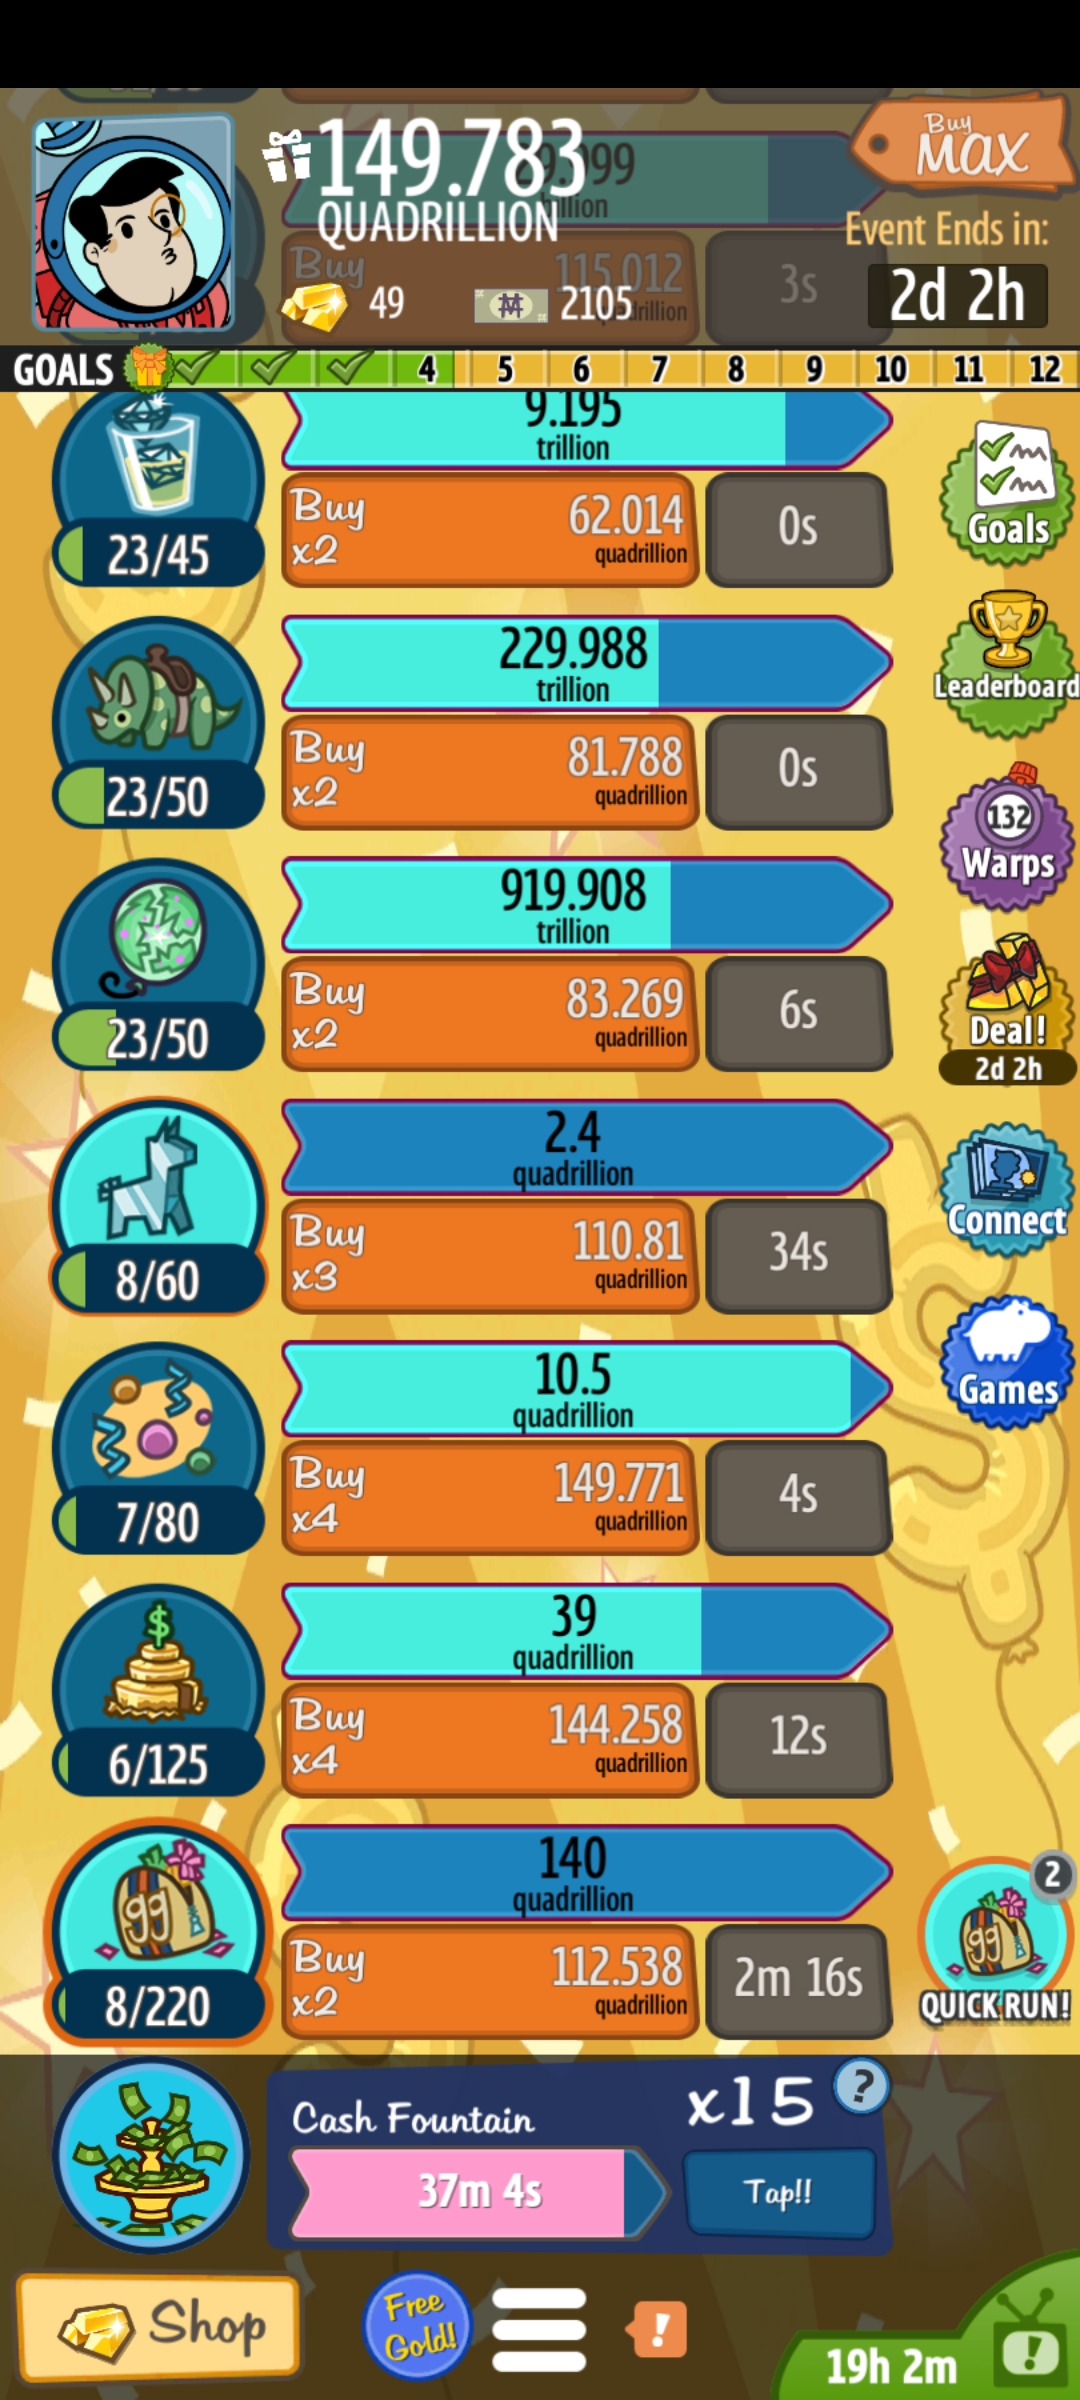 149.783
QUADRILLION
Buy
MAX
Event Ends in:
2d 2h
49
2105
Buy
115.012
3s
GOALS
4 5 6 7 8 9 10 11 12
9.195
trillion
Buy
x2
62.014
quadrillion
0s
23/45
Goals
229.988
trillion
Leaderboard
Buy
x2
81.788
quadrillion
0s
23/50
132
Warps
919.908
trillion
Buy
x2
83.269
quadrillion
6s
23/50
Deal!
2d 2h
2.4
quadrillion
Connect
Buy
x3
110.81
quadrillion
34s
8/60
10.5
quadrillion
Games
Buy
x4
149.771
quadrillion
4s
7/80
$
39
quadrillion
Buy
x4
144.258
quadrillion
12s
6/125
140
quadrillion
2
gg
gg
Buy
x2
112.538
quadrillion
2m 16s
8/220
QUICK RUN!
Cash Fountain
x15
?
37m 4s
Tap!!
Shop
Free
Gold!
!
19h 2m
!